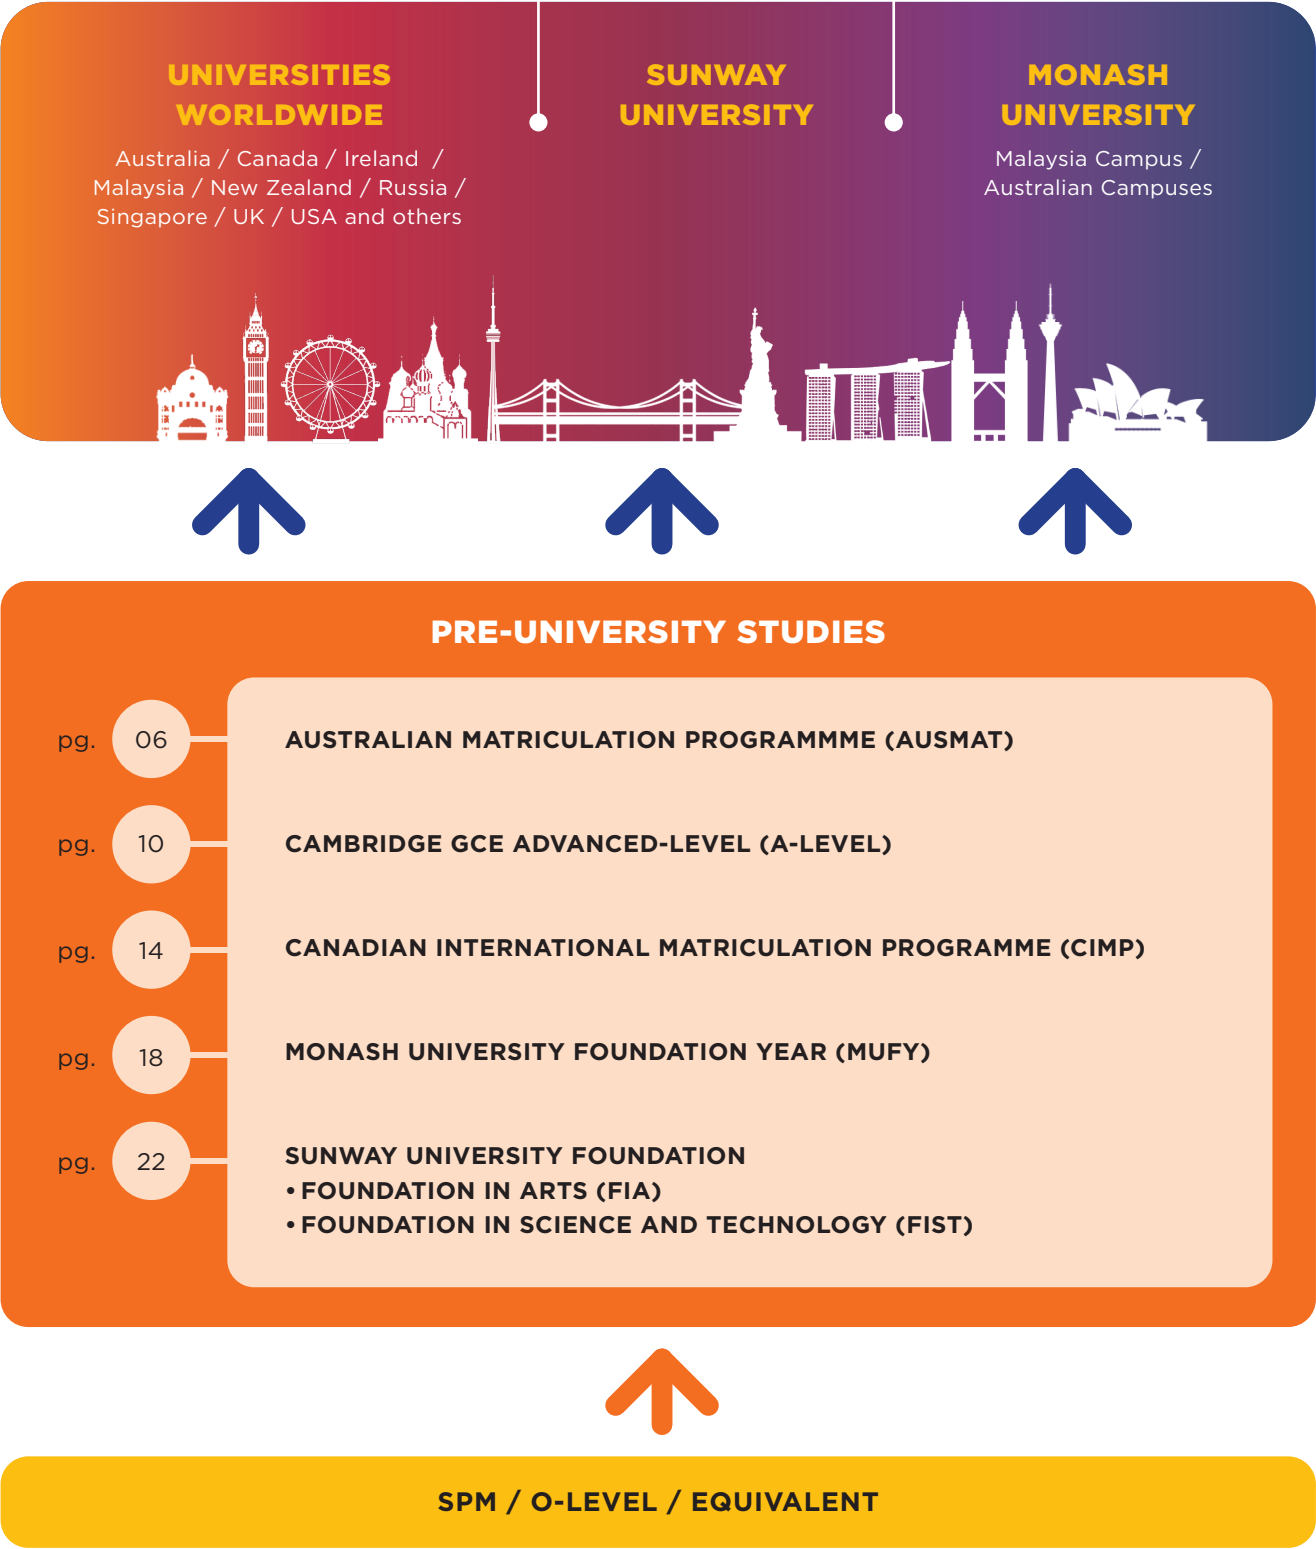 UNIVERSITIES
WORLDWIDE
Australia / Canada / Ireland /
Malaysia / New Zealand / Russia /
Singapore / UK / USA and others
SUNWAY
UNIVERSITY
MONASH
UNIVERSITY
Malaysia Campus /
Australian Campuses
PRE-UNIVERSITY STUDIES
pg. 06 AUSTRALIAN MATRICULATION PROGRAMMME (AUSMAT)
pg. 10 CAMBRIDGE GCE ADVANCED-LEVEL (A-LEVEL)
pg. 14 CANADIAN INTERNATIONAL MATRICULATION PROGRAMME (CIMP)
pg. 18 MONASH UNIVERSITY FOUNDATION YEAR (MUFY)
pg. 22 SUNWAY UNIVERSITY FOUNDATION
• FOUNDATION IN ARTS (FIA)
• FOUNDATION IN SCIENCE AND TECHNOLOGY (FIST)
SPM / O-LEVEL / EQUIVALENT